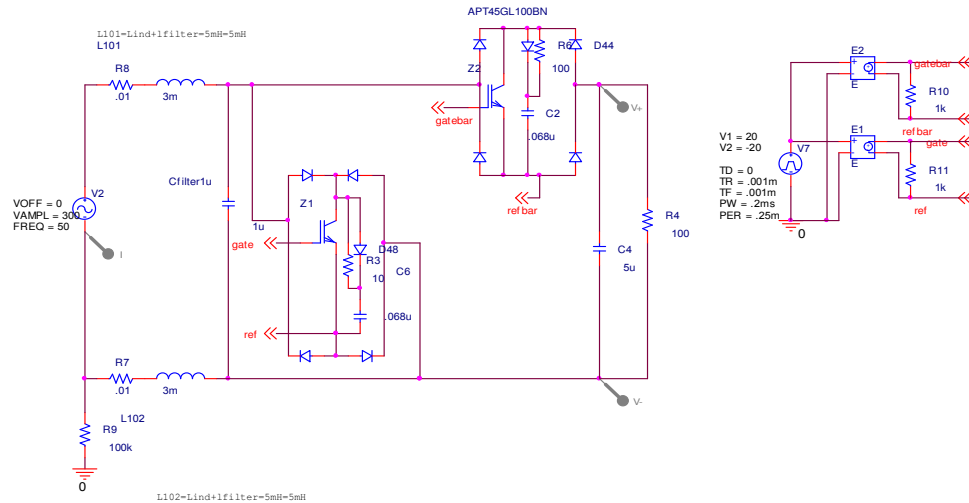 APT45GL100BN
L101=Lind+1filter=5mH=5mH
L101
R8
.01
3m
Z2
R6
100
D44
gatebar
C2
.068u
refbar
V+
E2
E
gatebar
R10
1k
refbar
E1
E
gate
R11
1k
ref
V1 = 20
V2 = -20
V7
TD = 0
TR = .001m
TF = .001m
PW = .2ms
PER = .25m
0
Cfilter1u
1u
V2
VOFF = 0
VAMPL = 300
FREQ = 50
I
Z1
gate
D48
R3
10
C6
.068u
ref
R4
100
C4
5u
R7
.01
3m
V-
L102
R9
100k
0
L102=Lind+1filter=5mH=5mH